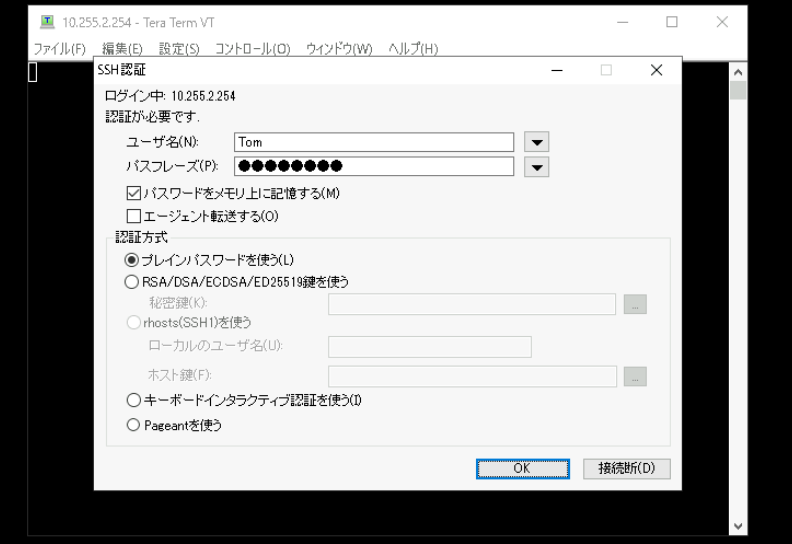 10.255.2.254 - Tera Term VT
ファイル(F) 編集(E) 設定(S) コントロール(O) ウィンドウ(W) ヘルプ(H)
SSH認証
ログイン中: 10.255.2.254
認証が必要です.
ユーザ名(N): Tom
パスフレーズ(P): ●●●●●●●●
パスワードをメモリ上に記憶する(M)
エージェント転送する(O)
認証方式
プレインパスワードを使う(L)
RSA/DSA/ECDSA/ED25519鍵を使う
秘密鍵(K): ...
rhosts(SSH1)を使う
ローカルのユーザ名(U):
ホスト鍵(F): ...
キーボードインタラクティブ認証を使う(I)
Pageantを使う
OK 接続断(D)